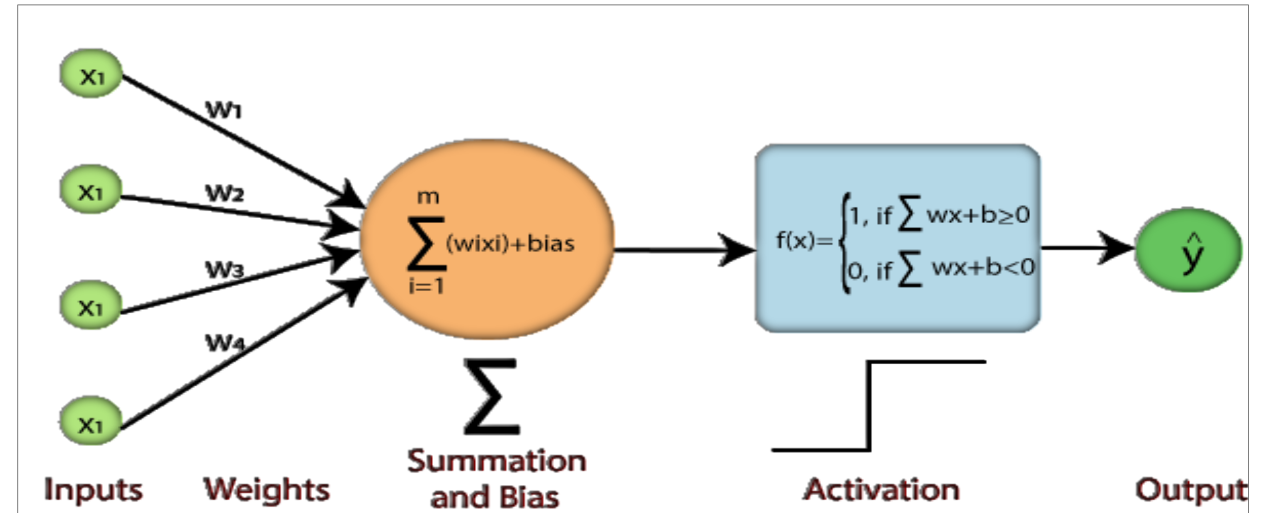 x₁
w₁
x₁
w₂
x₁
w₃
x₁
w₄
m
∑(wixi)+bias
i=1
f(x)={1, if ∑ wx+b≥0
0, if ∑ wx+b<0
ŷ
∑
Inputs
Weights
Summation
and Bias
Activation
Output